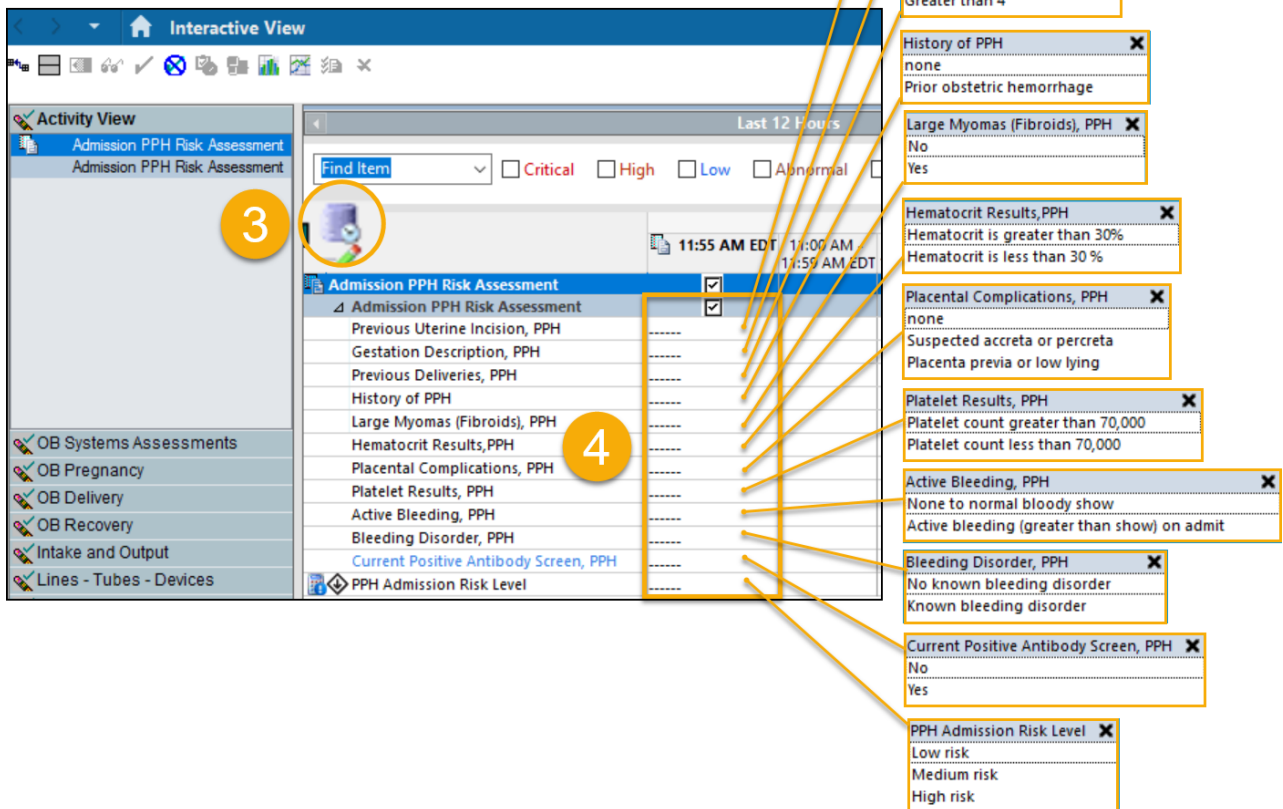 Interactive View
Activity View
Admission PPH Risk Assessment
Admission PPH Risk Assessment
OB Systems Assessments
OB Pregnancy
OB Delivery
OB Recovery
Intake and Output
Lines - Tubes - Devices
Last 12 Hours
Find Item
Critical
High
Low
Abnormal
3
11:55 AM EDT
11:00 AM -
11:59 AM EDT
Admission PPH Risk Assessment
Admission PPH Risk Assessment
Previous Uterine Incision, PPH
Gestation Description, PPH
Previous Deliveries, PPH
History of PPH
Large Myomas (Fibroids), PPH
Hematocrit Results,PPH
Placental Complications, PPH
Platelet Results, PPH
Active Bleeding, PPH
Bleeding Disorder, PPH
Current Positive Antibody Screen, PPH
PPH Admission Risk Level
4
Greater than 4
History of PPH
none
Prior obstetric hemorrhage
Large Myomas (Fibroids), PPH
No
Yes
Hematocrit Results,PPH
Hematocrit is greater than 30%
Hematocrit is less than 30 %
Placental Complications, PPH
none
Suspected accreta or percreta
Placenta previa or low lying
Platelet Results, PPH
Platelet count greater than 70,000
Platelet count less than 70,000
Active Bleeding, PPH
None to normal bloody show
Active bleeding (greater than show) on admit
Bleeding Disorder, PPH
No known bleeding disorder
Known bleeding disorder
Current Positive Antibody Screen, PPH
No
Yes
PPH Admission Risk Level
Low risk
Medium risk
High risk